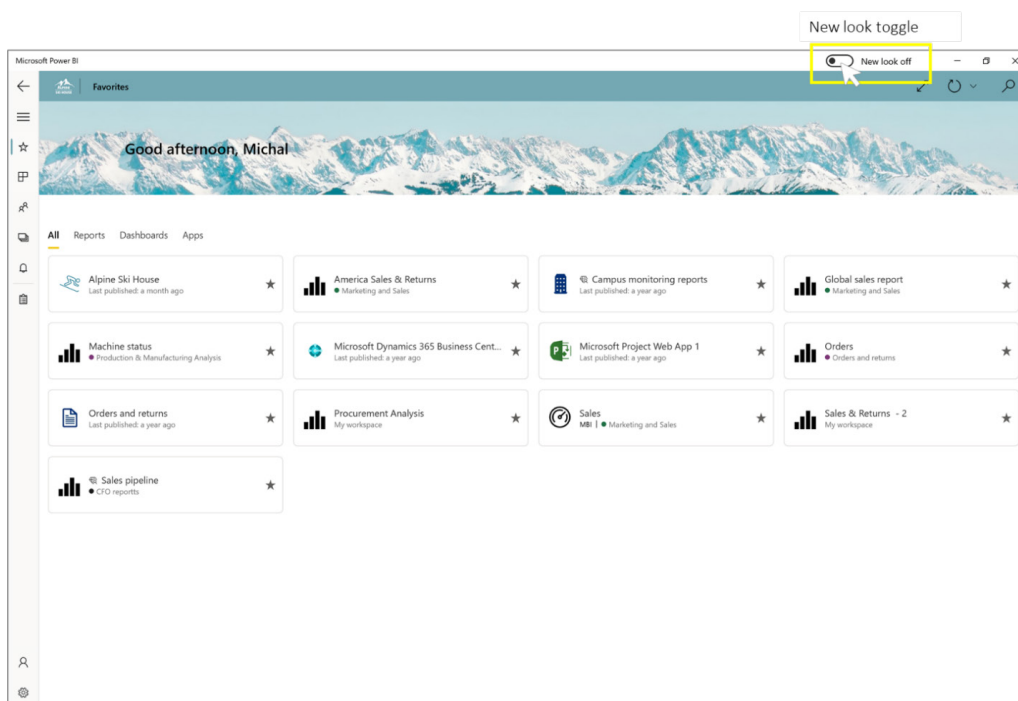 New look toggle
Microsoft Power BI
New look off
Favorites
Good afternoon, Michal
All Reports Dashboards Apps
Alpine Ski House
Last published: a month ago
America Sales & Returns
Marketing and Sales
Campus monitoring reports
Last published: a year ago
Global sales report
Marketing and Sales
Machine status
Production & Manufacturing Analysis
Microsoft Dynamics 365 Business Cent...
Last published: a year ago
Microsoft Project Web App 1
Last published: a year ago
Orders
Orders and returns
Orders and returns
Last published: a year ago
Procurement Analysis
My workspace
Sales
MBI | Marketing and Sales
Sales & Returns - 2
My workspace
Sales pipeline
CFO reportts